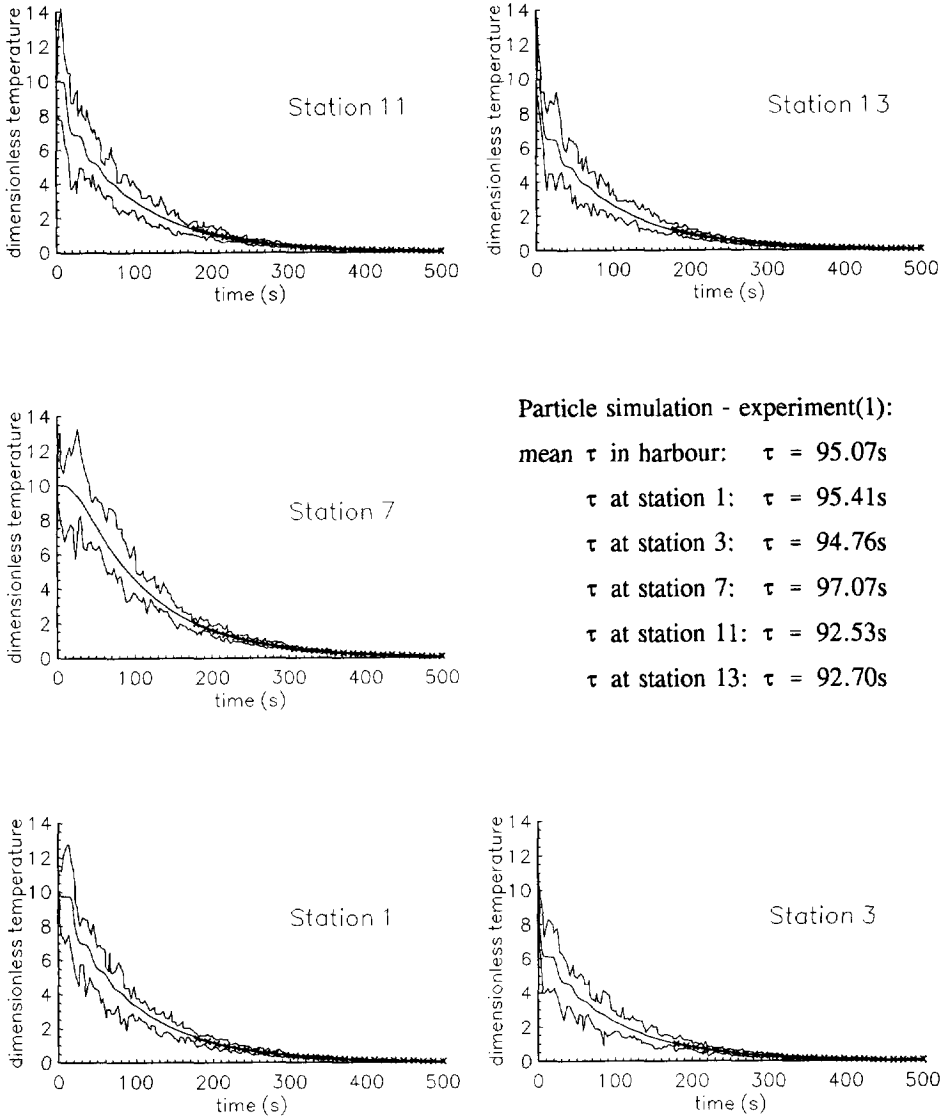 14
12
10
8
6
4
2
0
dimensionless temperature
Station 11
0 100 200 300 400 500
time (s)
14
12
10
8
6
4
2
0
dimensionless temperature
Station 13
0 100 200 300 400 500
time (s)
14
12
10
8
6
4
2
0
dimensionless temperature
Station 7
0 100 200 300 400 500
time (s)
Particle simulation - experiment(1):
mean τ in harbour: τ = 95.07s
τ at station 1: τ = 95.41s
τ at station 3: τ = 94.76s
τ at station 7: τ = 97.07s
τ at station 11: τ = 92.53s
τ at station 13: τ = 92.70s
14
12
10
8
6
4
2
0
dimensionless temperature
Station 1
0 100 200 300 400 500
time (s)
14
12
10
8
6
4
2
0
dimensionless temperature
Station 3
0 100 200 300 400 500
time (s)